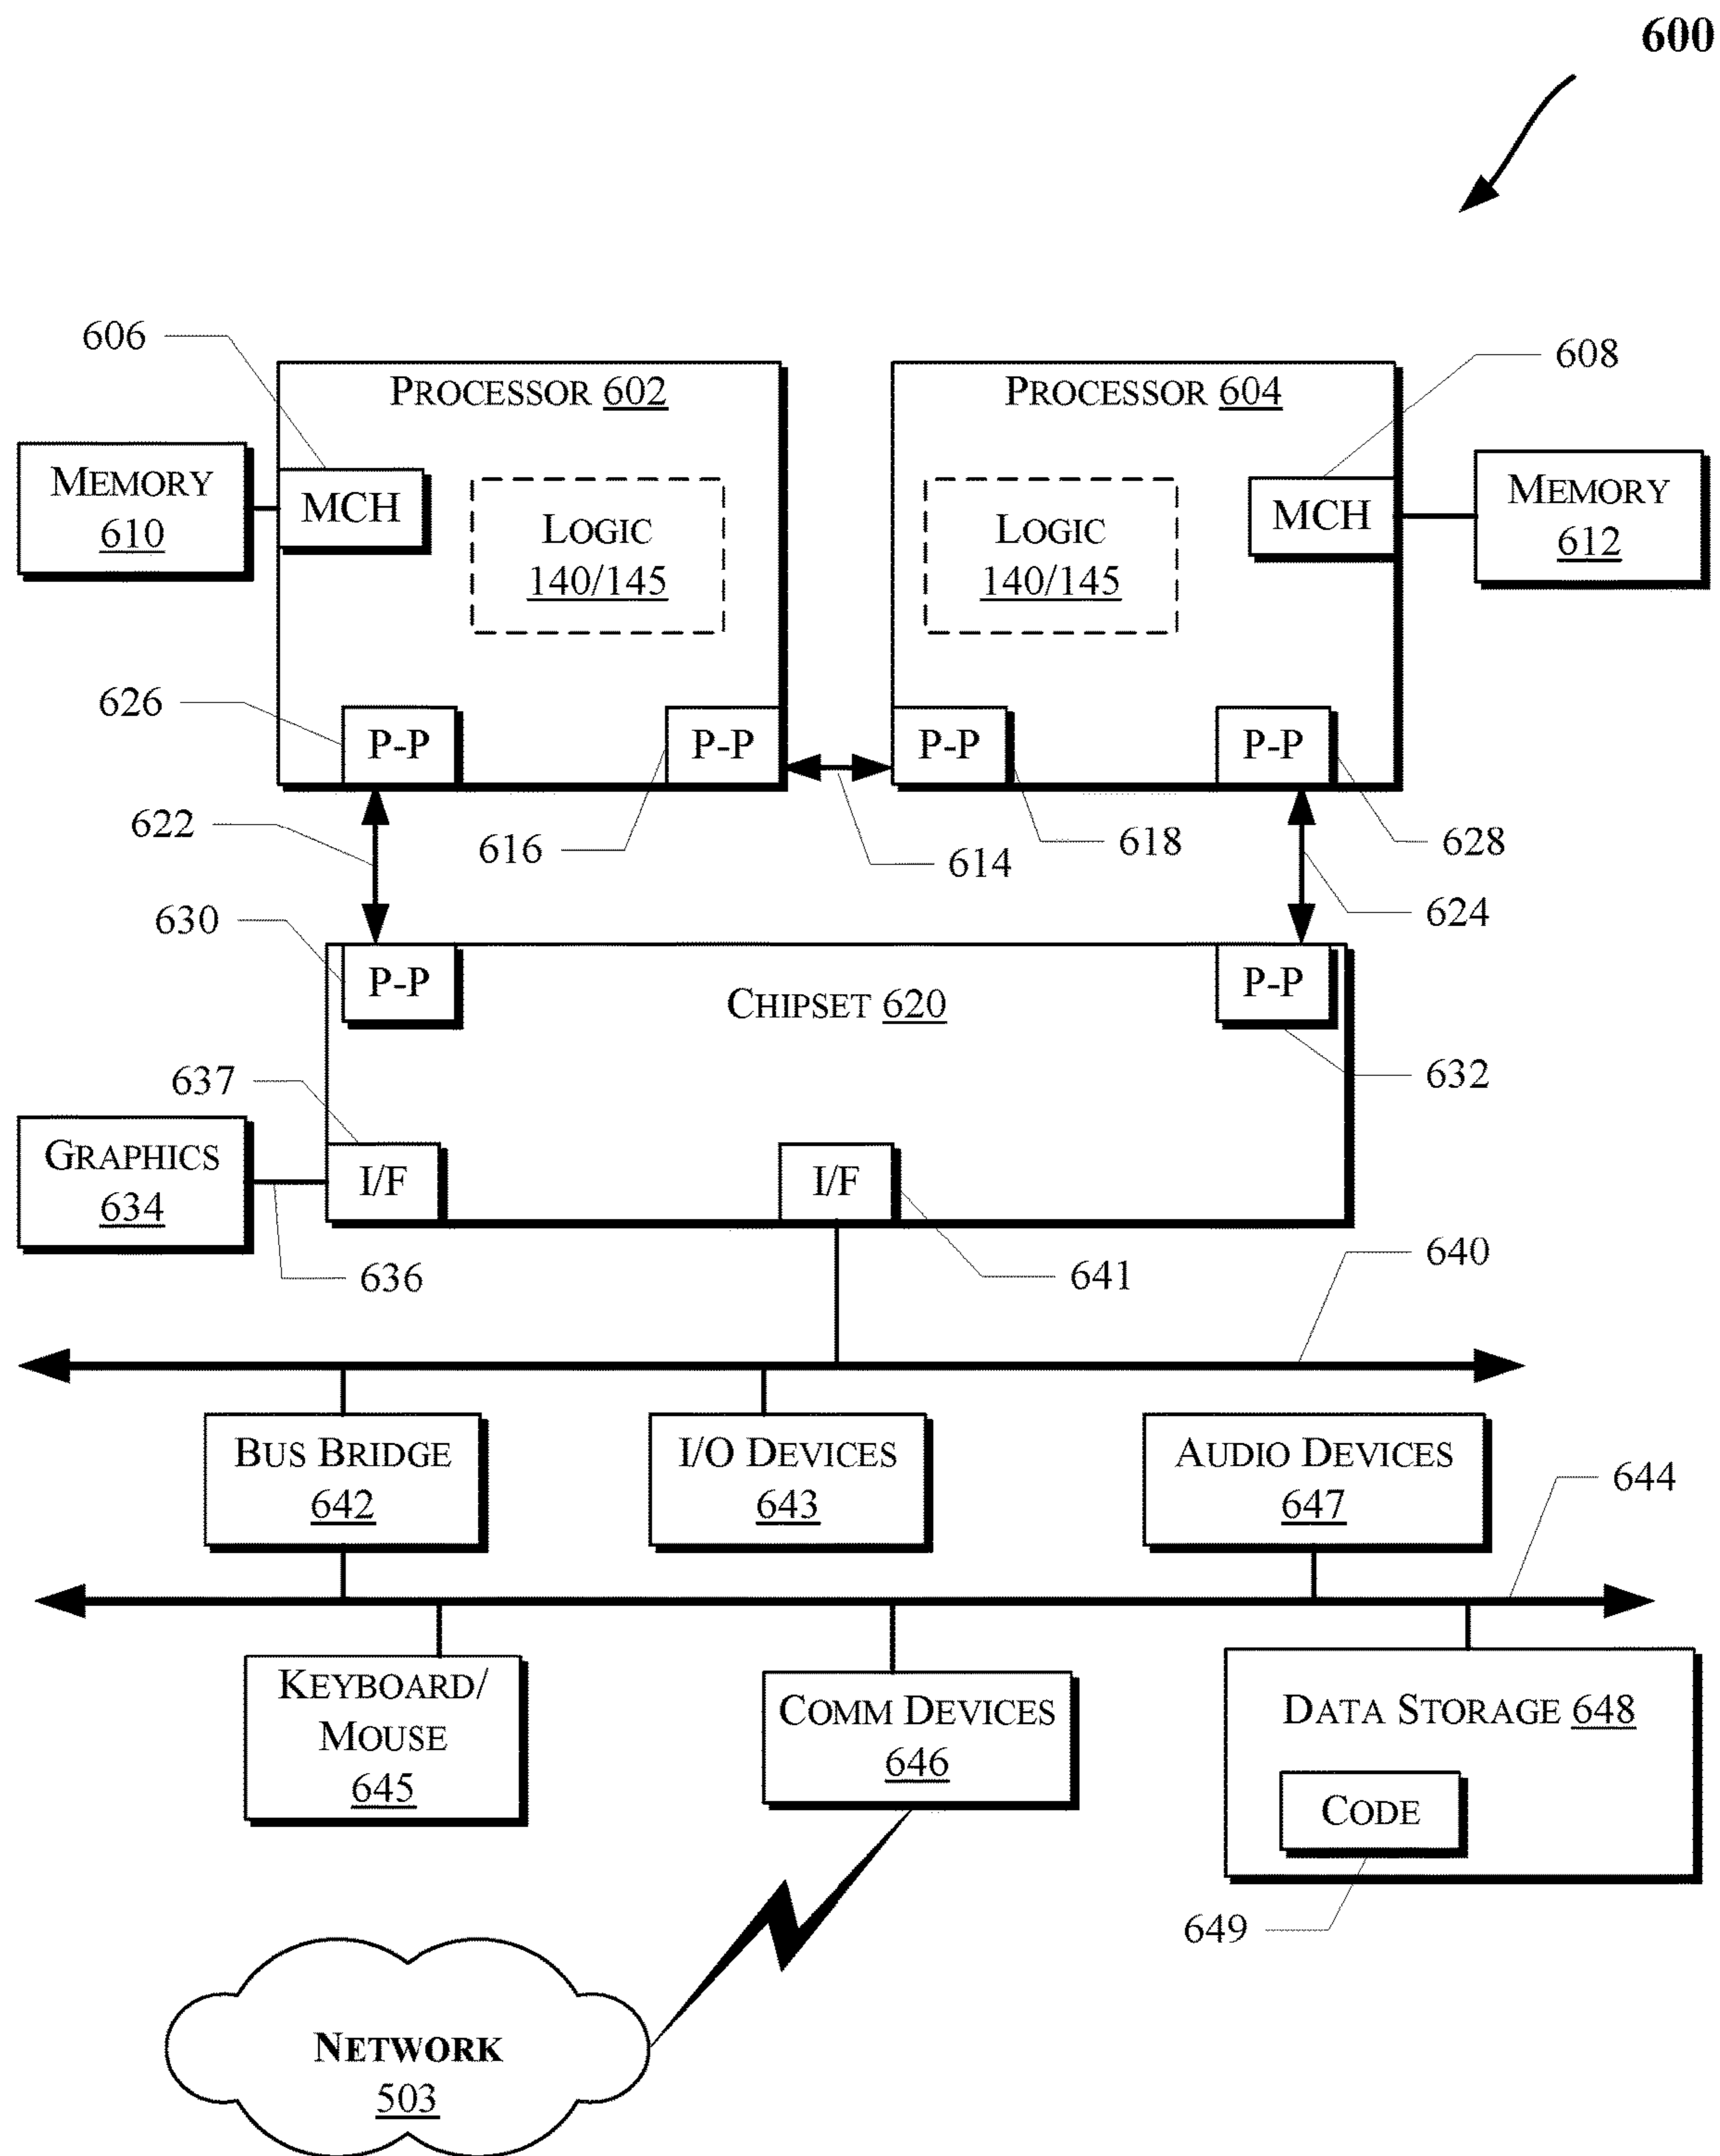 600
606
608
PROCESSOR 602
PROCESSOR 604
MEMORY
610
MCH
LOGIC
140/145
LOGIC
140/145
MCH
MEMORY
612
626
P-P
P-P
P-P
P-P
622
616
614
618
628
630
624
P-P
CHIPSET 620
P-P
637
632
GRAPHICS
634
I/F
I/F
636
641
640
BUS BRIDGE
642
I/O DEVICES
643
AUDIO DEVICES
647
644
KEYBOARD/
MOUSE
645
COMM DEVICES
646
DATA STORAGE 648
CODE
649
NETWORK
503